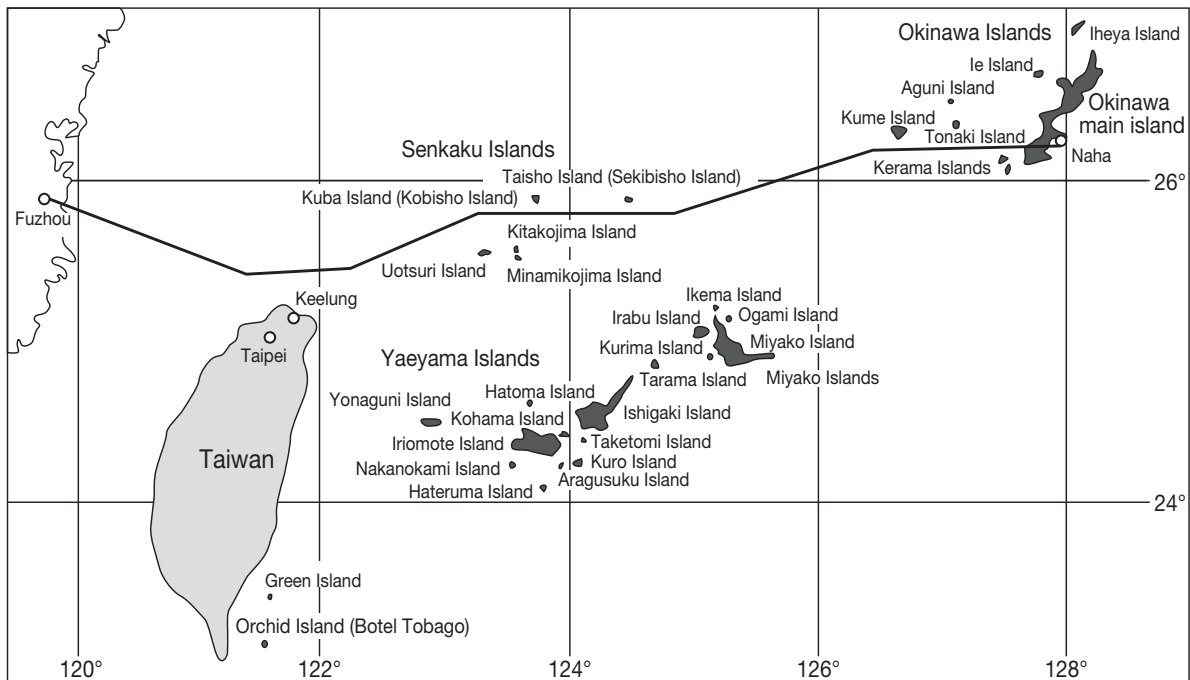 Okinawa Islands
Iheya Island
Ie Island
Aguni Island
Okinawa
main island
Kume Island
Tonaki Island
Naha
Kerama Islands
26°
Senkaku Islands
Taisho Island (Sekibisho Island)
Kuba Island (Kobisho Island)
Fuzhou
Kitakojima Island
Uotsuri Island
Minamikojima Island
Keelung
Taipei
Ikema Island
Irabu Island
Ogami Island
Kurima Island
Miyako Island
Tarama Island
Miyako Islands
Yaeyama Islands
Hatoma Island
Yonaguni Island
Kohama Island
Ishigaki Island
Iriomote Island
Taketomi Island
Nakanokami Island
Kuro Island
Aragusuku Island
Hateruma Island
Taiwan
24°
Green Island
Orchid Island (Botel Tobago)
120°
122°
124°
126°
128°